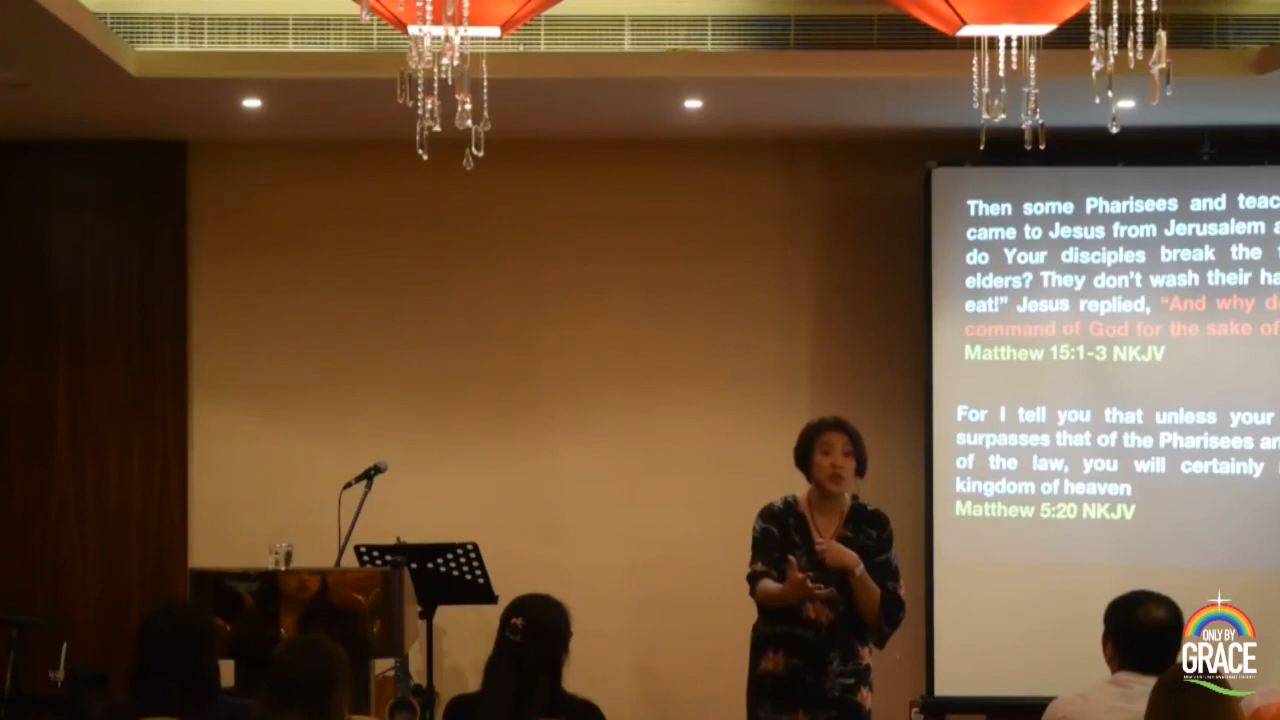 Then some Pharisees and
came to Jesus from Jerusalem
do Your disciples break the
elders? They don't wash their
eat!" Jesus replied, "And why
command of God for the sake of
Matthew 15:1-3 NKJV
For I tell you that unless your
surpasses that of the Pharisees
of the law, you will certainly
kingdom of heaven
Matthew 5:20 NKJV
ONLY BY
GRACE